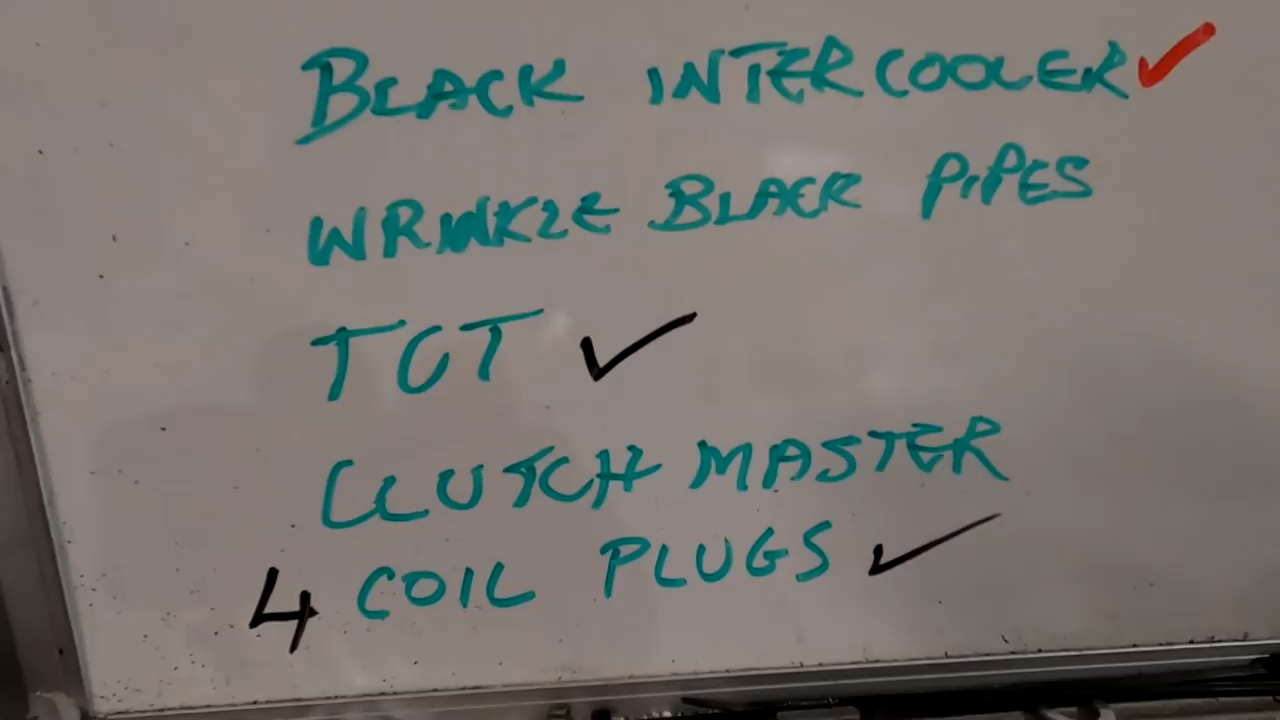 BLACK INTERCOOLER ✓
WRINKLE BLACK PIPES
TCT ✓
CLUTCH MASTER
4 COIL PLUGS ✓